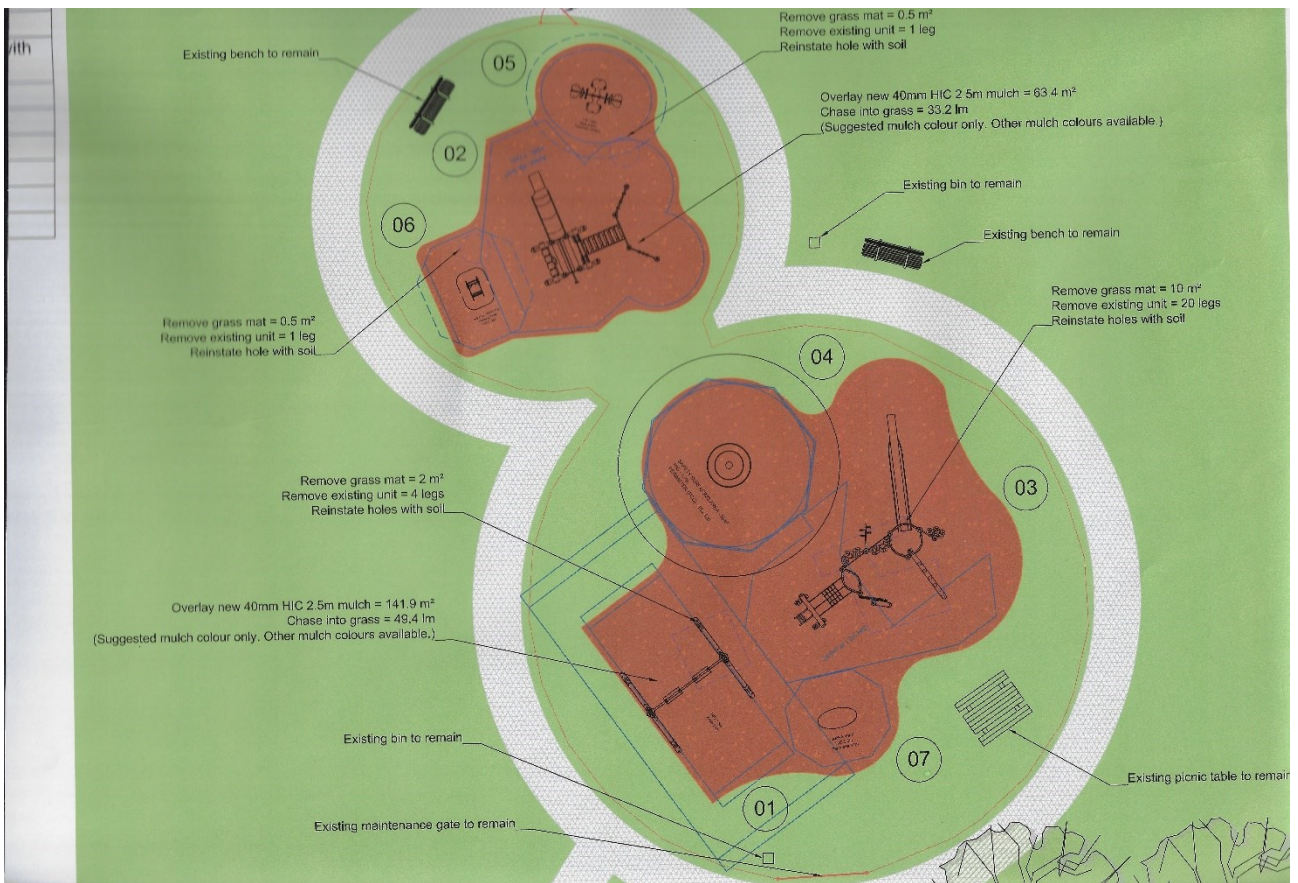 with
Existing bench to remain
05
02
06
Remove grass mat = 0.5 m²
Remove existing unit = 1 leg
Reinstate hole with soil
Overlay new 40mm HIC 2.5m mulch = 63.4 m²
Chase into grass = 33.2 lm
(Suggested mulch colour only. Other mulch colours available.)
Existing bin to remain
Existing bench to remain
Remove grass mat = 10 m²
Remove existing unit = 20 legs
Reinstate holes with soil
Remove grass mat = 0.5 m²
Remove existing unit = 1 leg
Reinstate hole with soil
04
03
Remove grass mat = 2 m²
Remove existing unit = 4 legs
Reinstate holes with soil
Overlay new 40mm HIC 2.5m mulch = 141.9 m²
Chase into grass = 49.4 lm
(Suggested mulch colour only. Other mulch colours available.)
Existing bin to remain
07
01
Existing picnic table to remain
Existing maintenance gate to remain